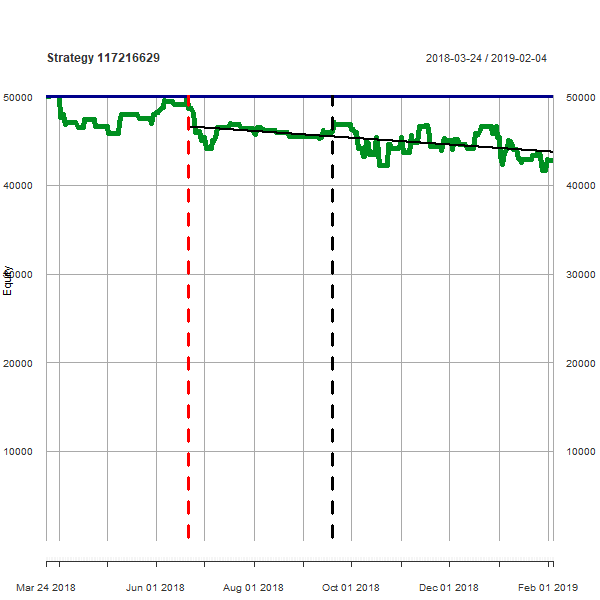 Strategy 117216629
2018-03-24 / 2019-02-04
50000 50000
40000 40000
30000 30000
Equity
20000 20000
10000 10000
Mar 24 2018 Jun 01 2018 Aug 01 2018 Oct 01 2018 Dec 01 2018 Feb 01 2019